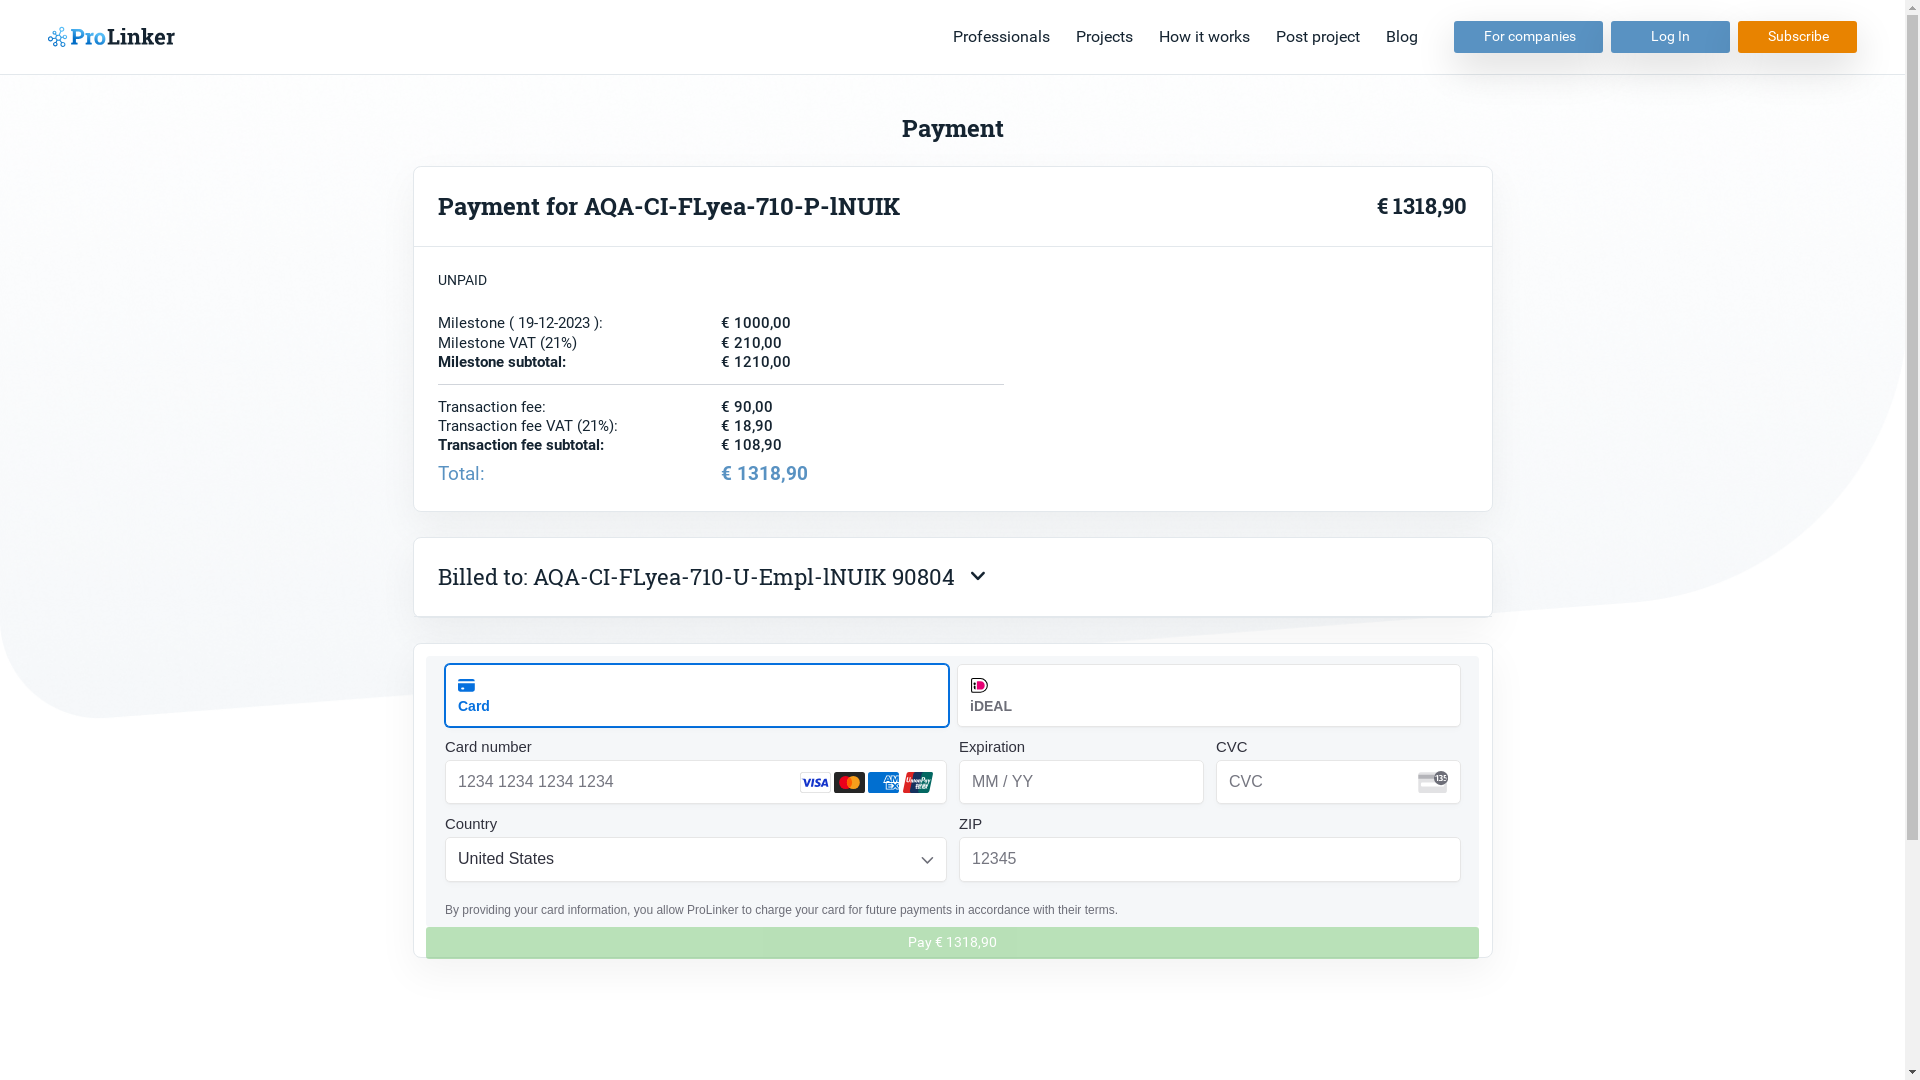 ProLinker
Professionals Projects How it works Post project Blog For companies Log In Subscribe
Payment
Payment for AQA-CI-FLyea-710-P-lNUIK € 1318,90
UNPAID
Milestone ( 19-12-2023 ): € 1000,00
Milestone VAT (21%) € 210,00
Milestone subtotal: € 1210,00
Transaction fee: € 90,00
Transaction fee VAT (21%): € 18,90
Transaction fee subtotal: € 108,90
Total: € 1318,90
Billed to: AQA-CI-FLyea-710-U-Empl-lNUIK 90804
Card iDEAL
Card number Expiration CVC
1234 1234 1234 1234 VISA AMEX UnionPay MM / YY CVC 135
Country ZIP
United States 12345
By providing your card information, you allow ProLinker to charge your card for future payments in accordance with their terms.
Pay € 1318,90